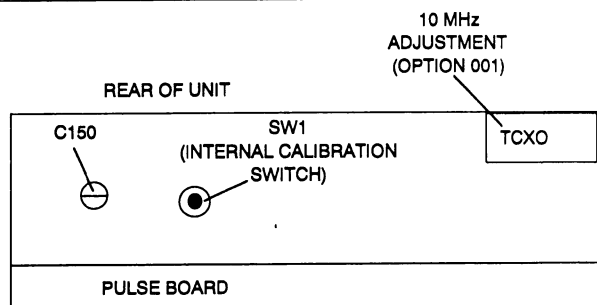 10 MHz
ADJUSTMENT
(OPTION 001)
REAR OF UNIT
C150
SW1
(INTERNAL CALIBRATION
SWITCH)
TCXO
PULSE BOARD